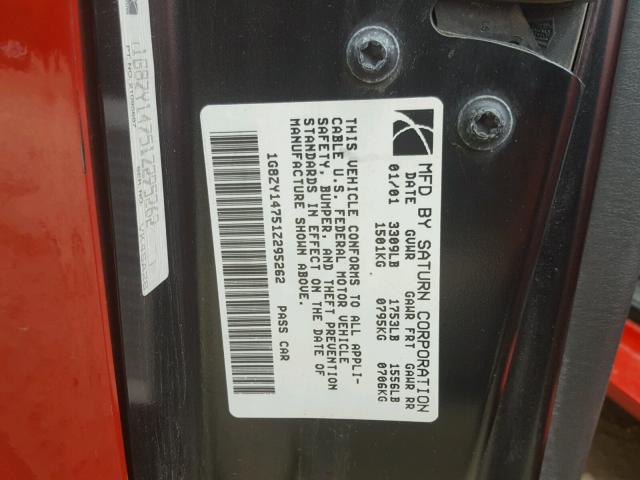 MFD BY SATURN CORPORATION
DATE GVWR GAWR FRT GAWR RR
01/01 3309LB 1753LB 1556LB
1501KG 0795KG 0706KG
THIS VEHICLE CONFORMS TO ALL APPLI-
CABLE U.S. FEDERAL MOTOR VEHICLE
SAFETY, BUMPER, AND THEFT PREVENTION
STANDARDS IN EFFECT ON THE DATE OF
MANUFACTURE SHOWN ABOVE.
1G8ZY14751Z295262 PASS CAR
1G8ZY14751Z295262